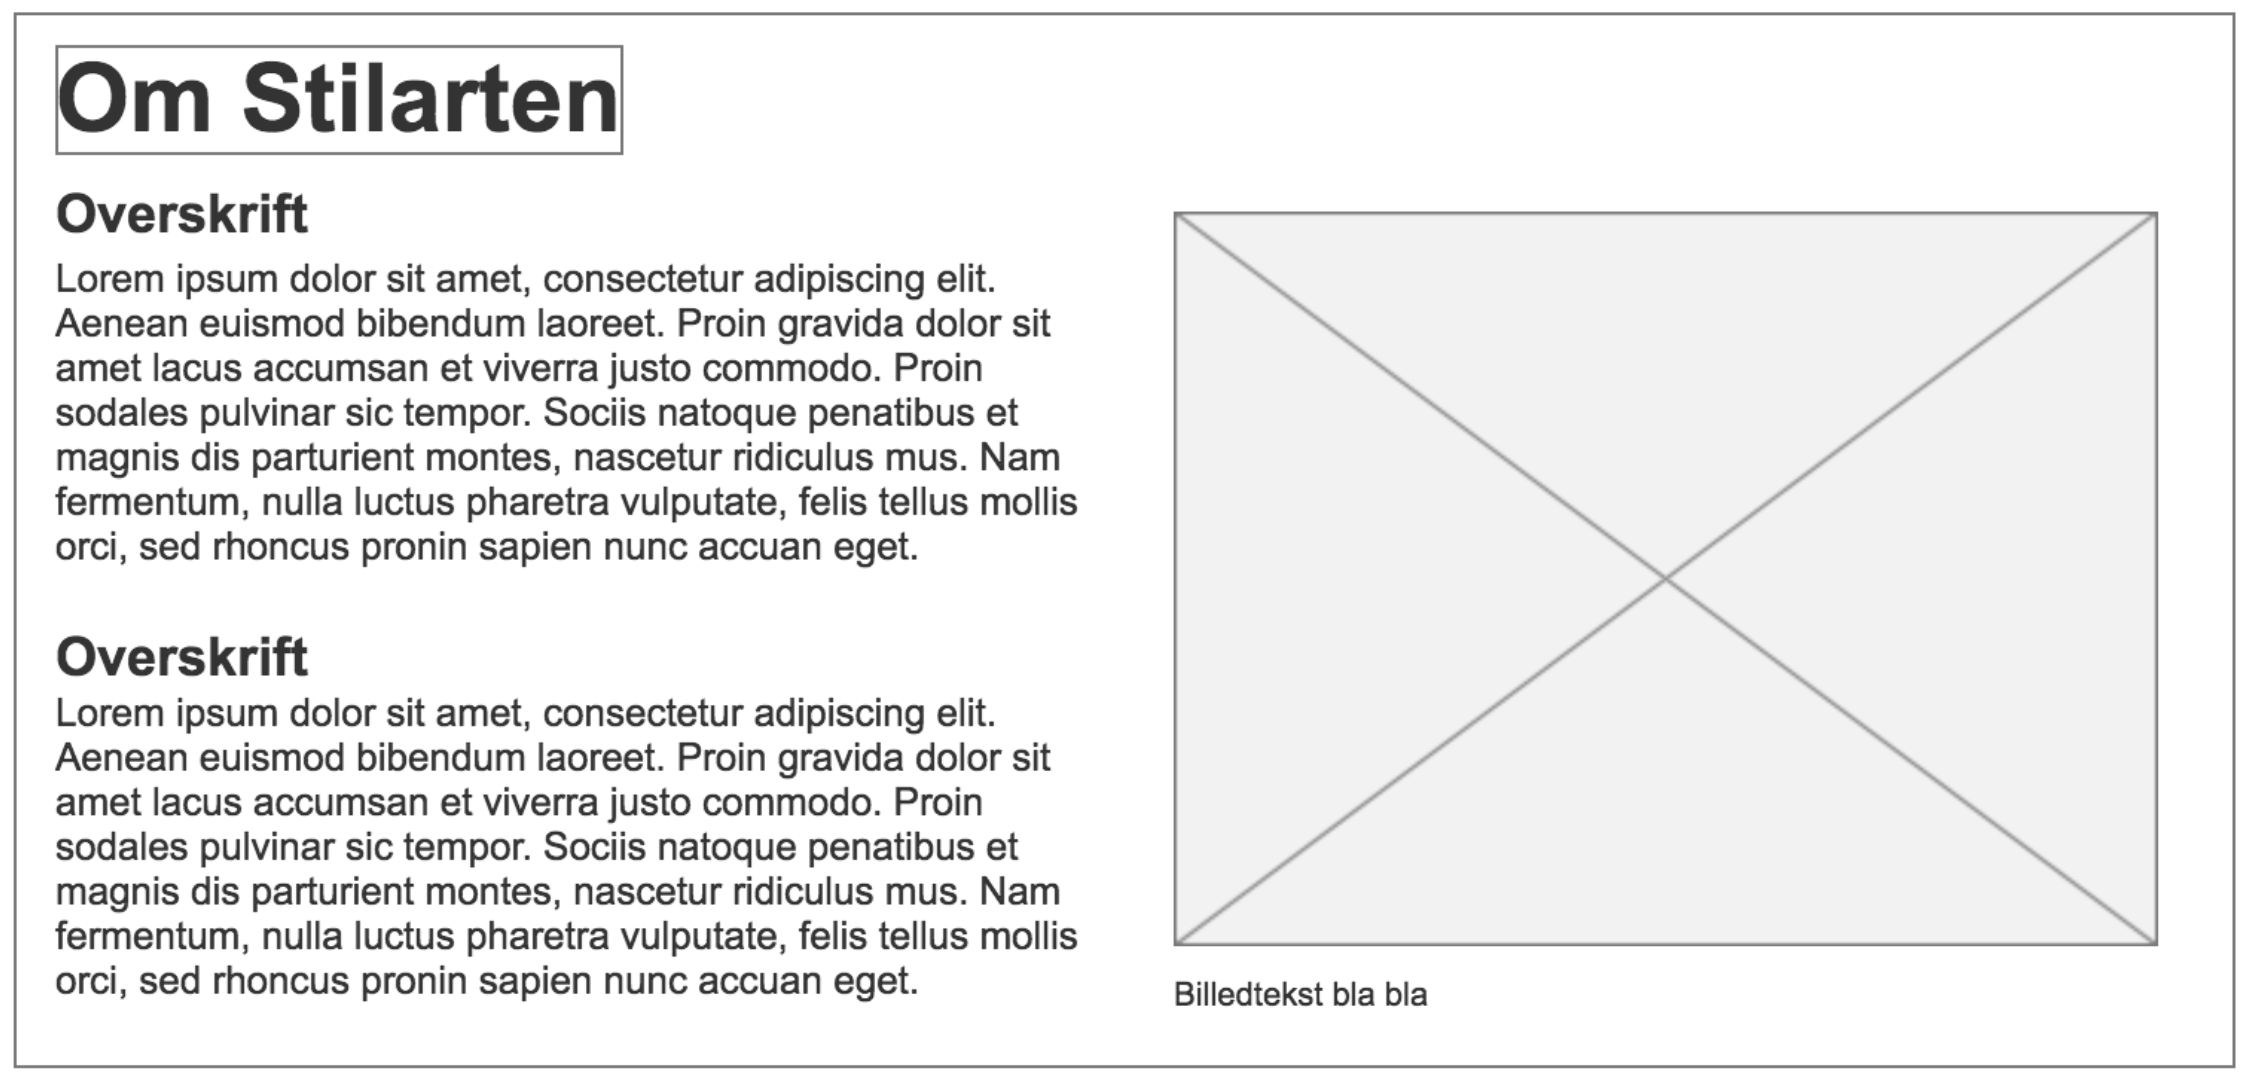 Om Stilarten
Overskrift
Lorem ipsum dolor sit amet, consectetur adipiscing elit.
Aenean euismod bibendum laoreet. Proin gravida dolor sit
amet lacus accumsan et viverra justo commodo. Proin
sodales pulvinar sic tempor. Sociis natoque penatibus et
magnis dis parturient montes, nascetur ridiculus mus. Nam
fermentum, nulla luctus pharetra vulputate, felis tellus mollis
orci, sed rhoncus pronin sapien nunc accuan eget.
Overskrift
Lorem ipsum dolor sit amet, consectetur adipiscing elit.
Aenean euismod bibendum laoreet. Proin gravida dolor sit
amet lacus accumsan et viverra justo commodo. Proin
sodales pulvinar sic tempor. Sociis natoque penatibus et
magnis dis parturient montes, nascetur ridiculus mus. Nam
fermentum, nulla luctus pharetra vulputate, felis tellus mollis
orci, sed rhoncus pronin sapien nunc accuan eget.
Billedtekst bla bla